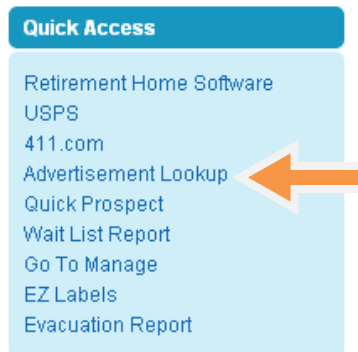 Quick Access
Retirement Home Software
USPS
411.com
Advertisement Lookup
Quick Prospect
Wait List Report
Go To Manage
EZ Labels
Evacuation Report